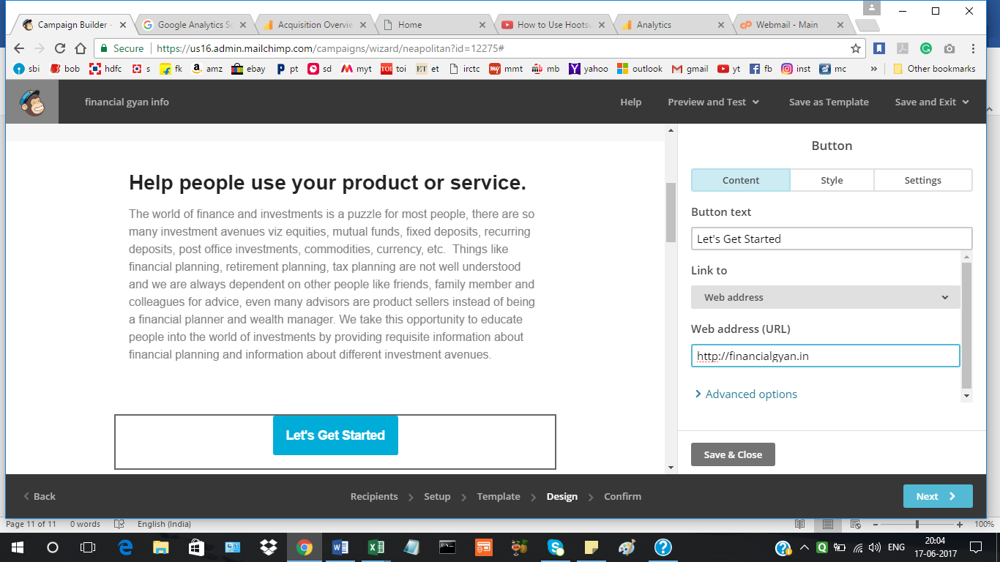 Campaign Builder -
Google Analytics Sc
Acquisition Overvie
Home
How to Use Hootsu
Analytics
Webmail - Main
Secure
https://us16.admin.mailchimp.com/campaigns/wizard/neapolitan?id=12275#
sbi bob hdfc s fk amz ebay pt sd myt toi et irctc mmt mb yahoo outlook gmail yt fb inst mc » Other bookmarks
financial gyan info
Help Preview and Test Save as Template Save and Exit
Help people use your product or service.
The world of finance and investments is a puzzle for most people, there are so
many investment avenues viz equities, mutual funds, fixed deposits, recurring
deposits, post office investments, commodities, currency, etc.  Things like
financial planning, retirement planning, tax planning are not well understood
and we are always dependent on other people like friends, family member and
colleagues for advice, even many advisors are product sellers instead of being
a financial planner and wealth manager. We take this opportunity to educate
people into the world of investments by providing requisite information about
financial planning and information about different investment avenues.
Let's Get Started
Button
Content Style Settings
Button text
Let's Get Started
Link to
Web address
Web address (URL)
http://financialgyan.in
Advanced options
Save & Close
Back
Recipients Setup Template Design Confirm
Next
Page 11 of 11 0 words English (India) 100%
ENG
20:04
17-06-2017